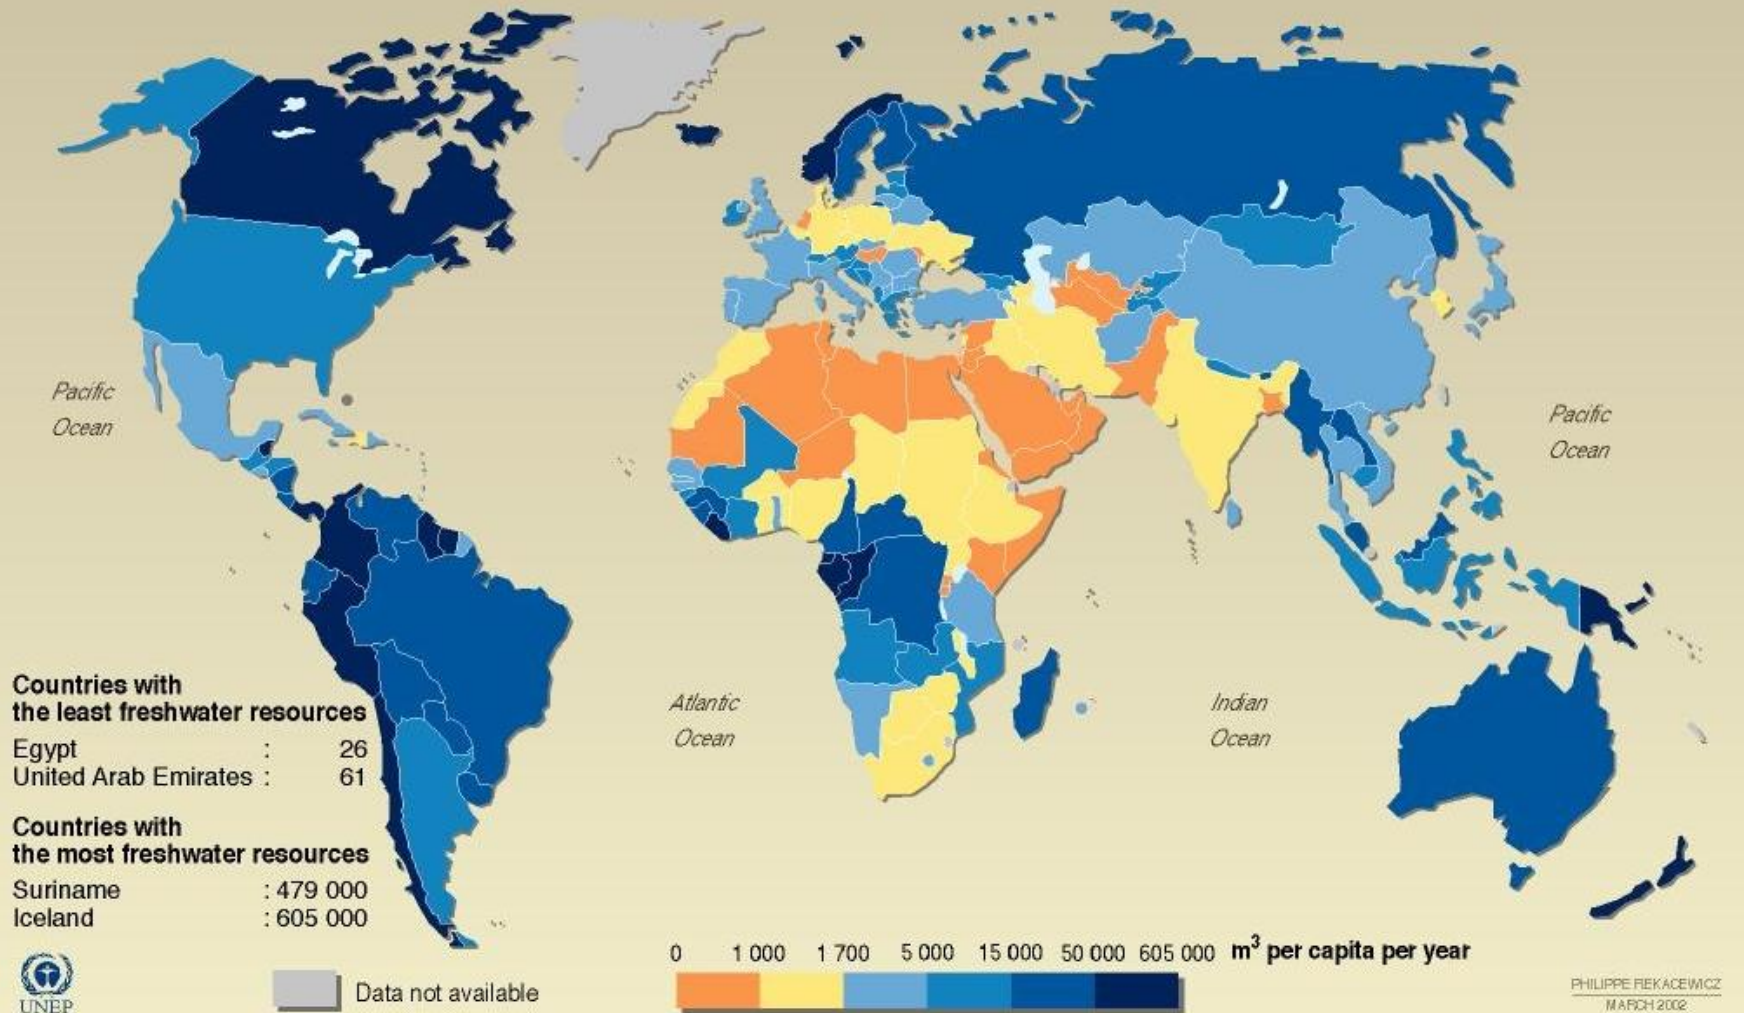 Pacific
Ocean
Pacific
Ocean
Atlantic
Ocean
Indian
Ocean
Countries with
the least freshwater resources
Egypt : 26
United Arab Emirates : 61
Countries with
the most freshwater resources
Suriname : 479 000
Iceland : 605 000
0 1 000 1 700 5 000 15 000 50 000 605 000 m³ per capita per year
Data not available
UNEP
PHILIPPE REKACEWICZ
MARCH 2002